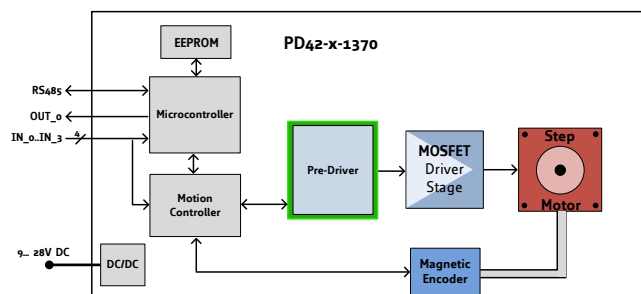 EEPROM
PD42-x-1370
RS485
OUT_0
IN_0..IN_3
4
Microcontroller
Pre-Driver
MOSFET
Driver
Stage
Step
Motor
Motion
Controller
9... 28V DC
DC/DC
Magnetic
Encoder